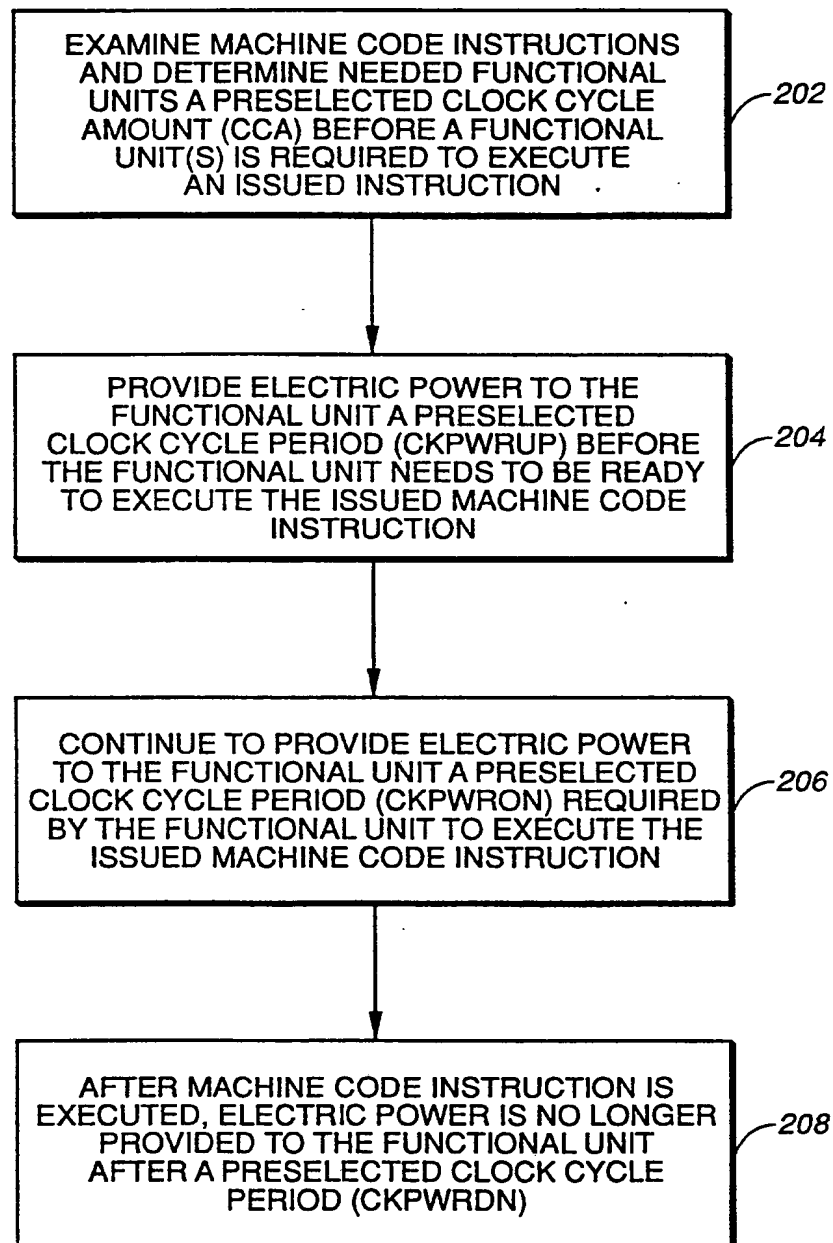 EXAMINE MACHINE CODE INSTRUCTIONS
AND DETERMINE NEEDED FUNCTIONAL
UNITS A PRESELECTED CLOCK CYCLE
AMOUNT (CCA) BEFORE A FUNCTIONAL
UNIT(S) IS REQUIRED TO EXECUTE
AN ISSUED INSTRUCTION
202
PROVIDE ELECTRIC POWER TO THE
FUNCTIONAL UNIT A PRESELECTED
CLOCK CYCLE PERIOD (CKPWRUP) BEFORE
THE FUNCTIONAL UNIT NEEDS TO BE READY
TO EXECUTE THE ISSUED MACHINE CODE
INSTRUCTION
204
CONTINUE TO PROVIDE ELECTRIC POWER
TO THE FUNCTIONAL UNIT A PRESELECTED
CLOCK CYCLE PERIOD (CKPWRON) REQUIRED
BY THE FUNCTIONAL UNIT TO EXECUTE THE
ISSUED MACHINE CODE INSTRUCTION
206
AFTER MACHINE CODE INSTRUCTION IS
EXECUTED, ELECTRIC POWER IS NO LONGER
PROVIDED TO THE FUNCTIONAL UNIT
AFTER A PRESELECTED CLOCK CYCLE
PERIOD (CKPWRDN)
208